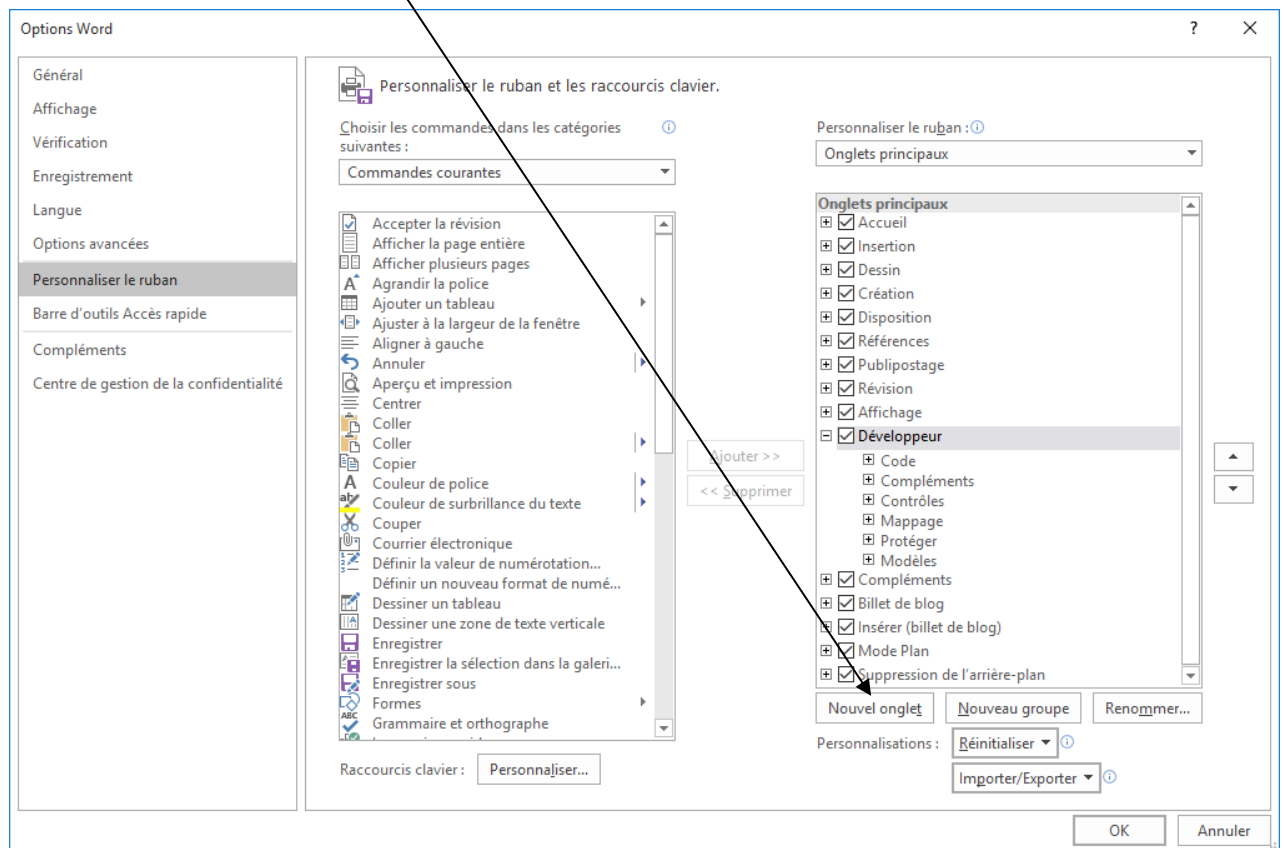 Options Word
?
Général
Affichage
Vérification
Enregistrement
Langue
Options avancées
Personnaliser le ruban
Barre d'outils Accès rapide
Compléments
Centre de gestion de la confidentialité
Personnaliser le ruban et les raccourcis clavier.
Choisir les commandes dans les catégories
suivantes :
Commandes courantes
Accepter la révision
Afficher la page entière
Afficher plusieurs pages
Agrandir la police
Ajouter un tableau
Ajuster à la largeur de la fenêtre
Aligner à gauche
Annuler
Aperçu et impression
Centrer
Coller
Coller
Copier
Couleur de police
Couleur de surbrillance du texte
Couper
Courrier électronique
Définir la valeur de numérotation...
Définir un nouveau format de numé...
Dessiner un tableau
Dessiner une zone de texte verticale
Enregistrer
Enregistrer la sélection dans la galeri...
Enregistrer sous
Formes
Grammaire et orthographe
Raccourcis clavier :
Personnaliser...
Ajouter >>
<< Supprimer
Personnaliser le ruban :
Onglets principaux
Onglets principaux
Accueil
Insertion
Dessin
Création
Disposition
Références
Publipostage
Révision
Affichage
Développeur
Code
Compléments
Contrôles
Mappage
Protéger
Modèles
Compléments
Billet de blog
Insérer (billet de blog)
Mode Plan
Suppression de l'arrière-plan
Nouvel onglet
Nouveau groupe
Renommer...
Personnalisations :
Réinitialiser
Importer/Exporter
OK
Annuler